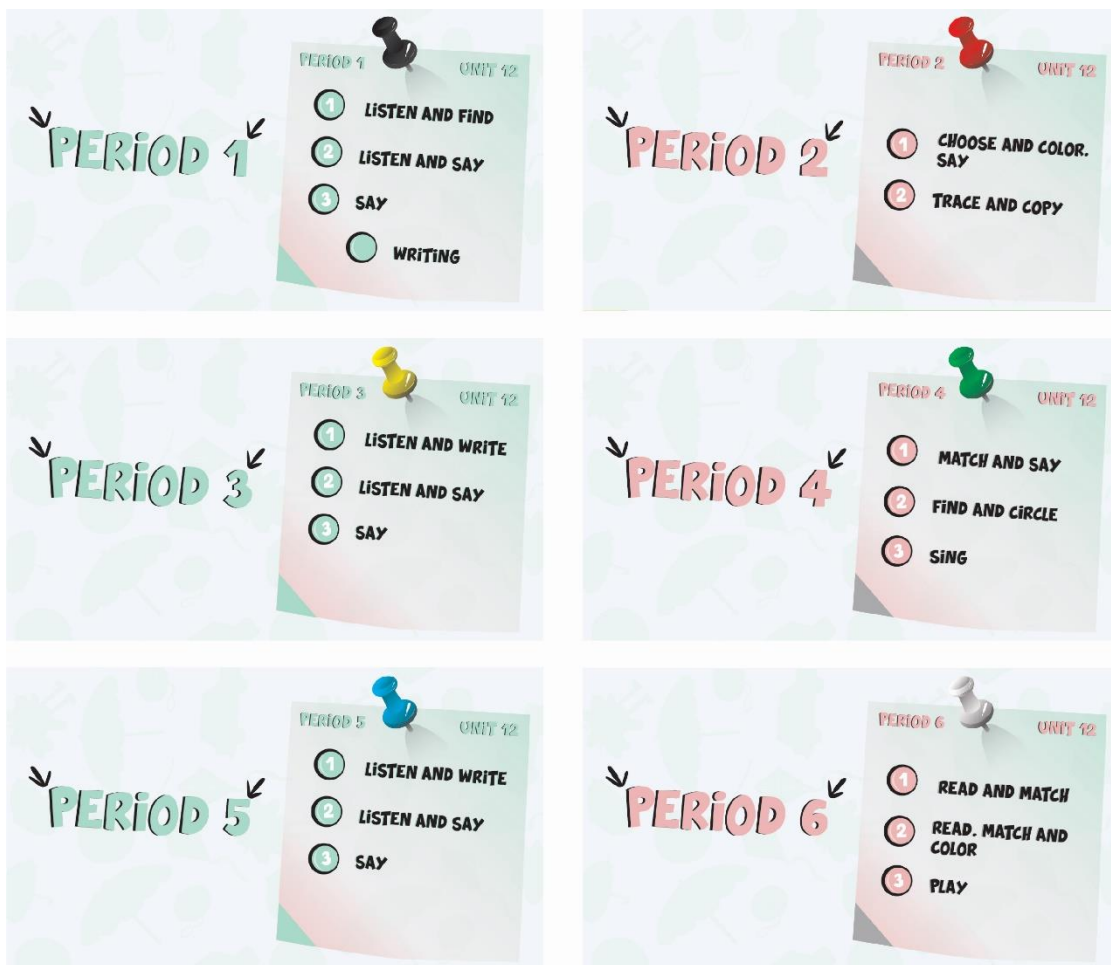 PERIOD 1
PERIOD 1 UNIT 12
1 LISTEN AND FIND
2 LISTEN AND SAY
3 SAY
WRITING
PERIOD 2
PERIOD 2 UNIT 12
1 CHOOSE AND COLOR.
SAY
2 TRACE AND COPY
PERIOD 3
PERIOD 3 UNIT 12
1 LISTEN AND WRITE
2 LISTEN AND SAY
3 SAY
PERIOD 4
PERIOD 4 UNIT 12
1 MATCH AND SAY
2 FIND AND CIRCLE
3 SING
PERIOD 5
PERIOD 5 UNIT 12
1 LISTEN AND WRITE
2 LISTEN AND SAY
3 SAY
PERIOD 6
PERIOD 6 UNIT 12
1 READ AND MATCH
2 READ. MATCH AND
COLOR
3 PLAY